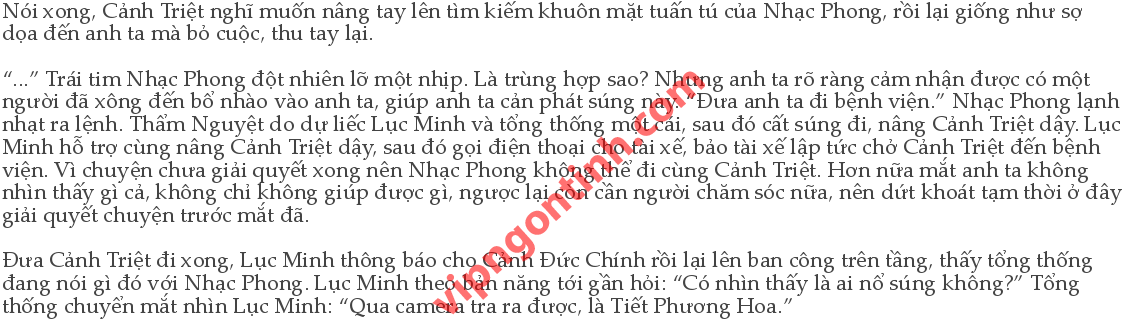 Nói xong, Cảnh Triệt nghĩ muốn nâng tay lên tìm kiếm khuôn mặt tuấn tú của Nhạc Phong, rồi lại giống như sợ
dọa đến anh ta mà bỏ cuộc, thu tay lại.
“...” Trái tim Nhạc Phong đột nhiên lỡ một nhịp. Là trùng hợp sao? Nhưng anh ta rõ ràng cảm nhận được có một
người đã xông đến bổ nhào vào anh ta, giúp anh ta cản phát súng này. “Đưa anh ta đi bệnh viện.” Nhạc Phong lạnh
nhạt ra lệnh. Thẩm Nguyệt do dự liếc Lục Minh và tổng thống một cái, sau đó cất súng đi, nâng Cảnh Triệt dậy. Lục
Minh hỗ trợ cùng nâng Cảnh Triệt dậy, sau đó gọi điện thoại cho tài xế, bảo tài xế lập tức chở Cảnh Triệt đến bệnh
viện. Vì chuyện chưa giải quyết xong nên Nhạc Phong không thể đi cùng Cảnh Triệt. Hơn nữa mắt anh ta không
nhìn thấy gì cả, không chỉ không giúp được gì, ngược lại còn cần người chăm sóc nữa, nên dứt khoát tạm thời ở đây
giải quyết chuyện trước mắt đã.
Đưa Cảnh Triệt đi xong, Lục Minh thông báo cho Cảnh Đức Chính rồi lại lên ban công trên tầng, thấy tổng thống
đang nói gì đó với Nhạc Phong. Lục Minh theo bản năng tới gần hỏi: “Có nhìn thấy là ai nổ súng không?” Tổng
thống chuyển mắt nhìn Lục Minh: “Qua camera tra ra được, là Tiết Phương Hoa.”
vipngontinh.com